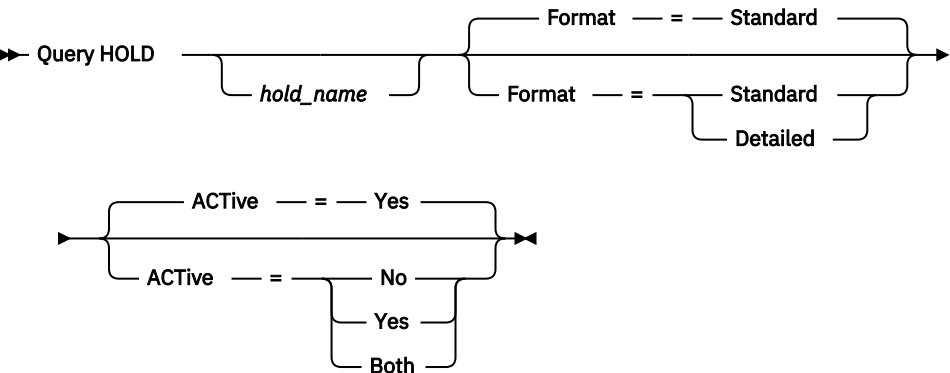 Format = Standard
Query HOLD
hold_name
Format = Standard
Detailed
ACTive = Yes
ACTive = No
Yes
Both